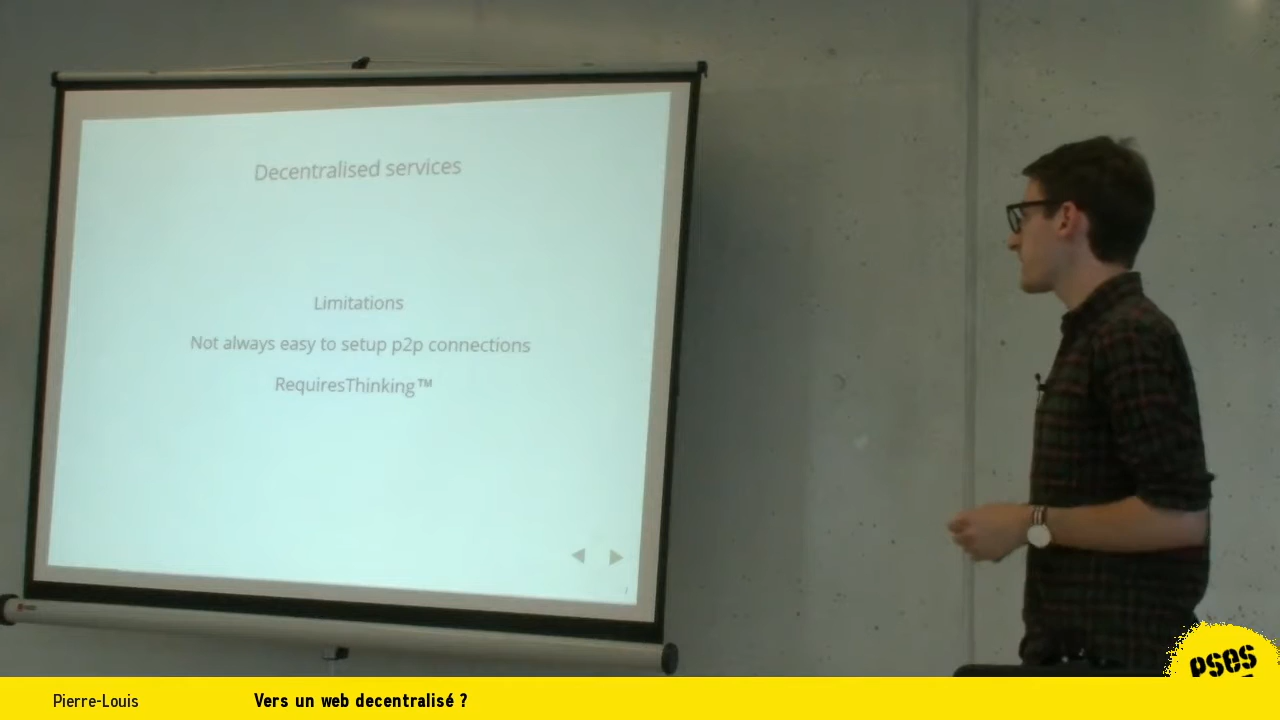 Decentralised services
Limitations
Not always easy to setup p2p connections
RequiresThinking™
pses
Pierre-Louis
Vers un web decentralisé ?